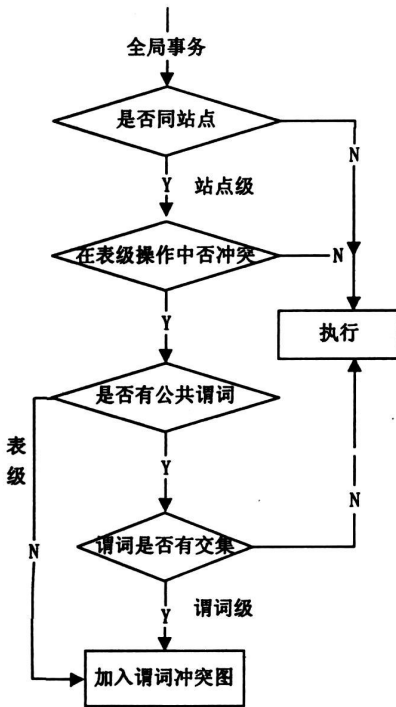 全局事务
是否同站点
N
Y
站点级
在表级操作中否冲突
N
Y
执行
是否有公共谓词
表级
Y
N
谓词是否有交集
N
Y
谓词级
加入谓词冲突图